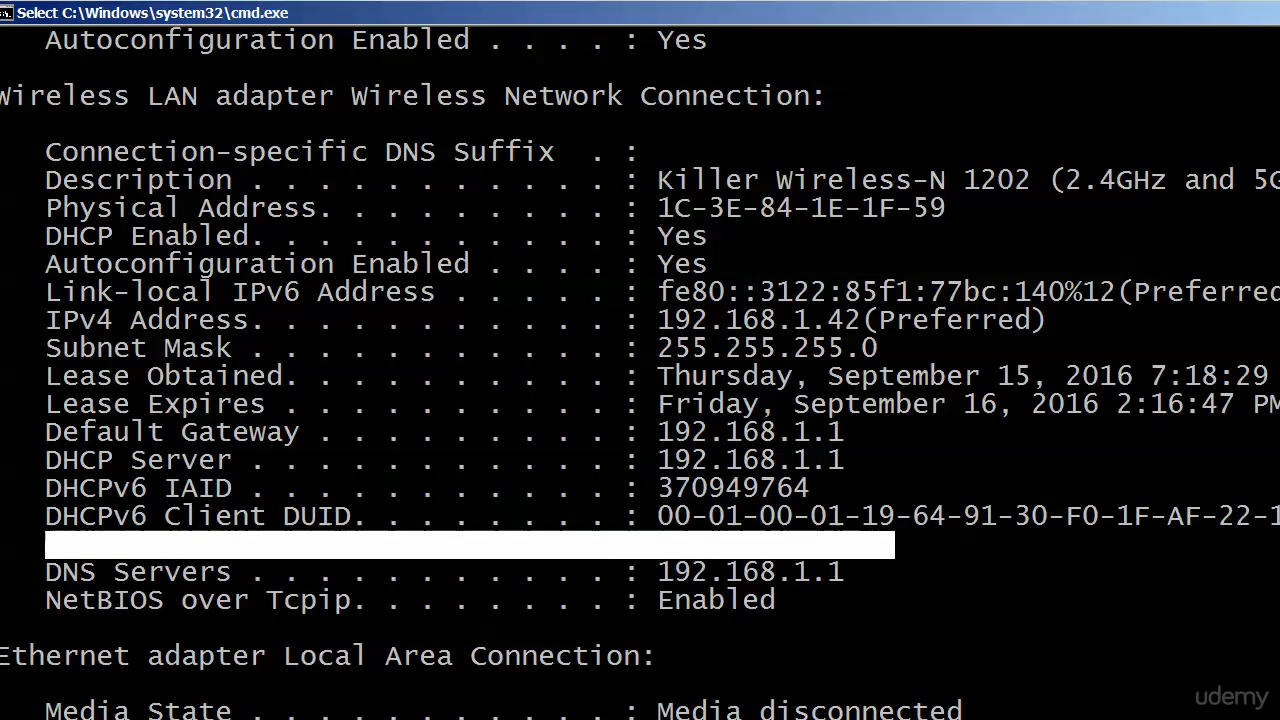 Select C:\Windows\system32\cmd.exe
Autoconfiguration Enabled . . . . : Yes
Wireless LAN adapter Wireless Network Connection:
Connection-specific DNS Suffix  . :
Description . . . . . . . . . . . : Killer Wireless-N 1202 (2.4GHz and 5G
Physical Address. . . . . . . . . : 1C-3E-84-1E-1F-59
DHCP Enabled. . . . . . . . . . . : Yes
Autoconfiguration Enabled . . . . : Yes
Link-local IPv6 Address . . . . . : fe80::3122:85f1:77bc:140%12(Preferred
IPv4 Address. . . . . . . . . . . : 192.168.1.42(Preferred)
Subnet Mask . . . . . . . . . . . : 255.255.255.0
Lease Obtained. . . . . . . . . . : Thursday, September 15, 2016 7:18:29
Lease Expires . . . . . . . . . . : Friday, September 16, 2016 2:16:47 PM
Default Gateway . . . . . . . . . : 192.168.1.1
DHCP Server . . . . . . . . . . . : 192.168.1.1
DHCPv6 IAID . . . . . . . . . . . : 370949764
DHCPv6 Client DUID. . . . . . . . : 00-01-00-01-19-64-91-30-F0-1F-AF-22-1
DNS Servers . . . . . . . . . . . : 192.168.1.1
NetBIOS over Tcpip. . . . . . . . : Enabled
Ethernet adapter Local Area Connection:
Media State . . . . . . . . . . . : Media disconnected
udemy